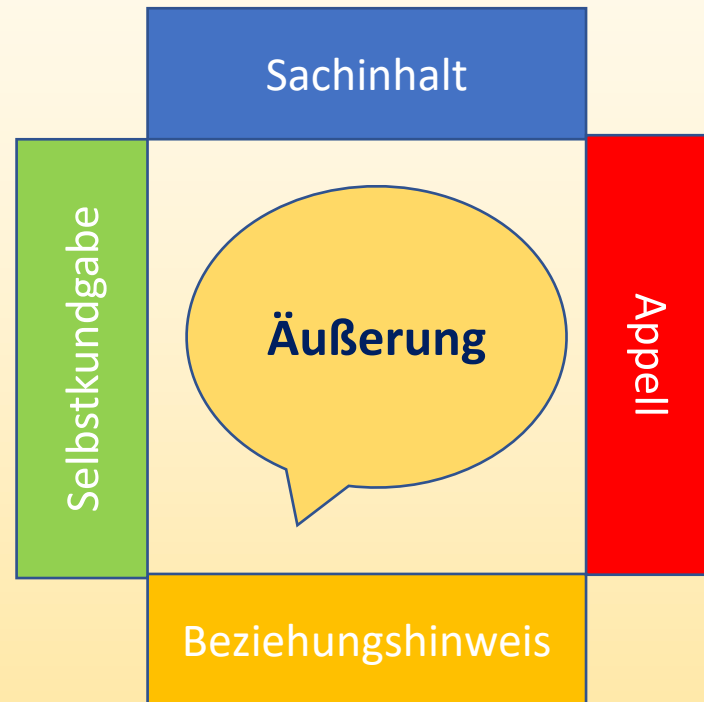 Sachinhalt
Selbstkundgabe
Äußerung
Appell
Beziehungshinweis